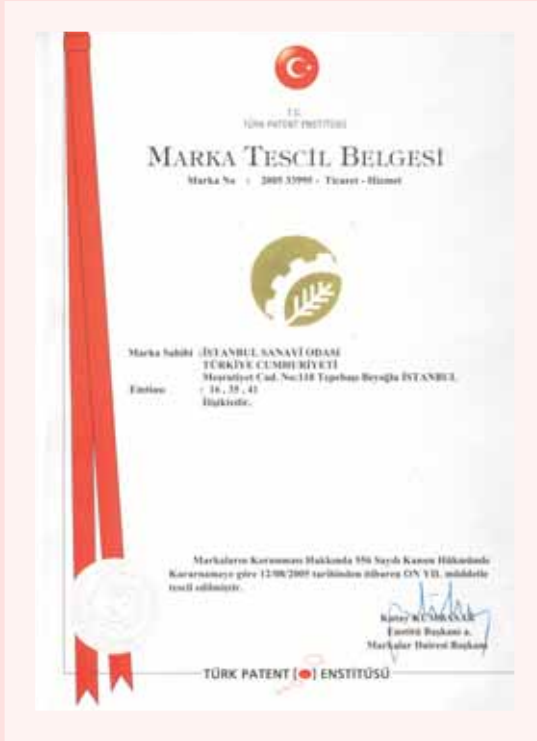 T.C.
TÜRK PATENT ENSTİTÜSÜ
MARKA TESCİL BELGESİ
Marka No : 2005 33995 - Ticaret - Hizmet
Marka Sahibi :İSTANBUL SANAYİ ODASI
TÜRKİYE CUMHURİYETİ
Meşrutiyet Cad. No:118 Tepebaşı Beyoğlu İSTANBUL
Emtiası : 16 , 35 , 41
İlişiktedir.
Markaların Korunması Hakkında 556 Sayılı Kanun Hükmünde
Kararnameye göre 12/08/2005 tarihinden itibaren ON YIL müddetle
tescil edilmiştir.
KUMBASAR
Enstitü Başkanı a.
Markalar Dairesi Başkanı
TÜRK PATENT [ ] ENSTİTÜSÜ